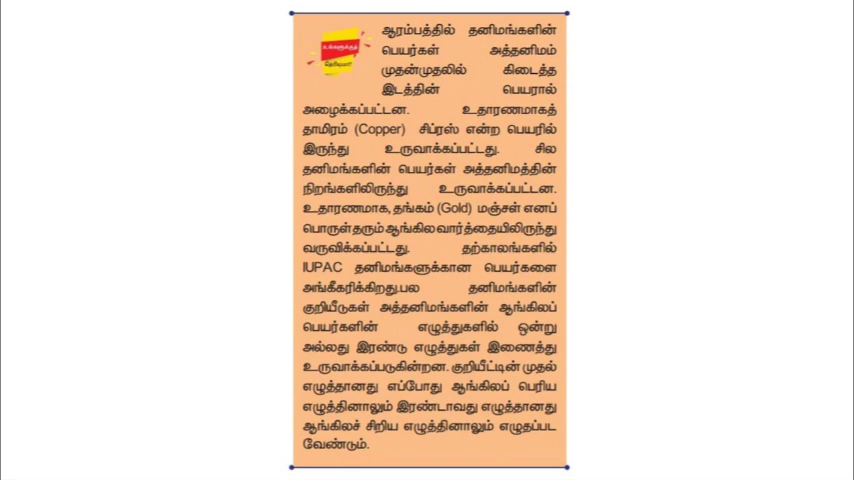 உங்களுக்குத்
தெரியுமா?
ஆரம்பத்தில் தனிமங்களின்
பெயர்கள் அத்தனிமம்
முதன்முதலில் கிடைத்த
இடத்தின் பெயரால்
அழைக்கப்பட்டன. உதாரணமாகத்
தாமிரம் (Copper) சிப்ரஸ் என்ற பெயரில்
இருந்து உருவாக்கப்பட்டது. சில
தனிமங்களின் பெயர்கள் அத்தனிமத்தின்
நிறங்களிலிருந்து உருவாக்கப்பட்டன.
உதாரணமாக, தங்கம் (Gold) மஞ்சள் எனப்
பொருள் தரும் ஆங்கில வார்த்தையிலிருந்து
வருவிக்கப்பட்டது. தற்காலங்களில்
IUPAC தனிமங்களுக்கான பெயர்களை
அங்கீகரிக்கிறது.பல தனிமங்களின்
குறியீடுகள் அத்தனிமங்களின் ஆங்கிலப்
பெயர்களின் எழுத்துகளில் ஒன்று
அல்லது இரண்டு எழுத்துகள் இணைத்து
உருவாக்கப்படுகின்றன. குறியீட்டின் முதல்
எழுத்தானது எப்போது ஆங்கிலப் பெரிய
எழுத்தினாலும் இரண்டாவது எழுத்தானது
ஆங்கிலச் சிறிய எழுத்தினாலும் எழுதப்பட
வேண்டும்.